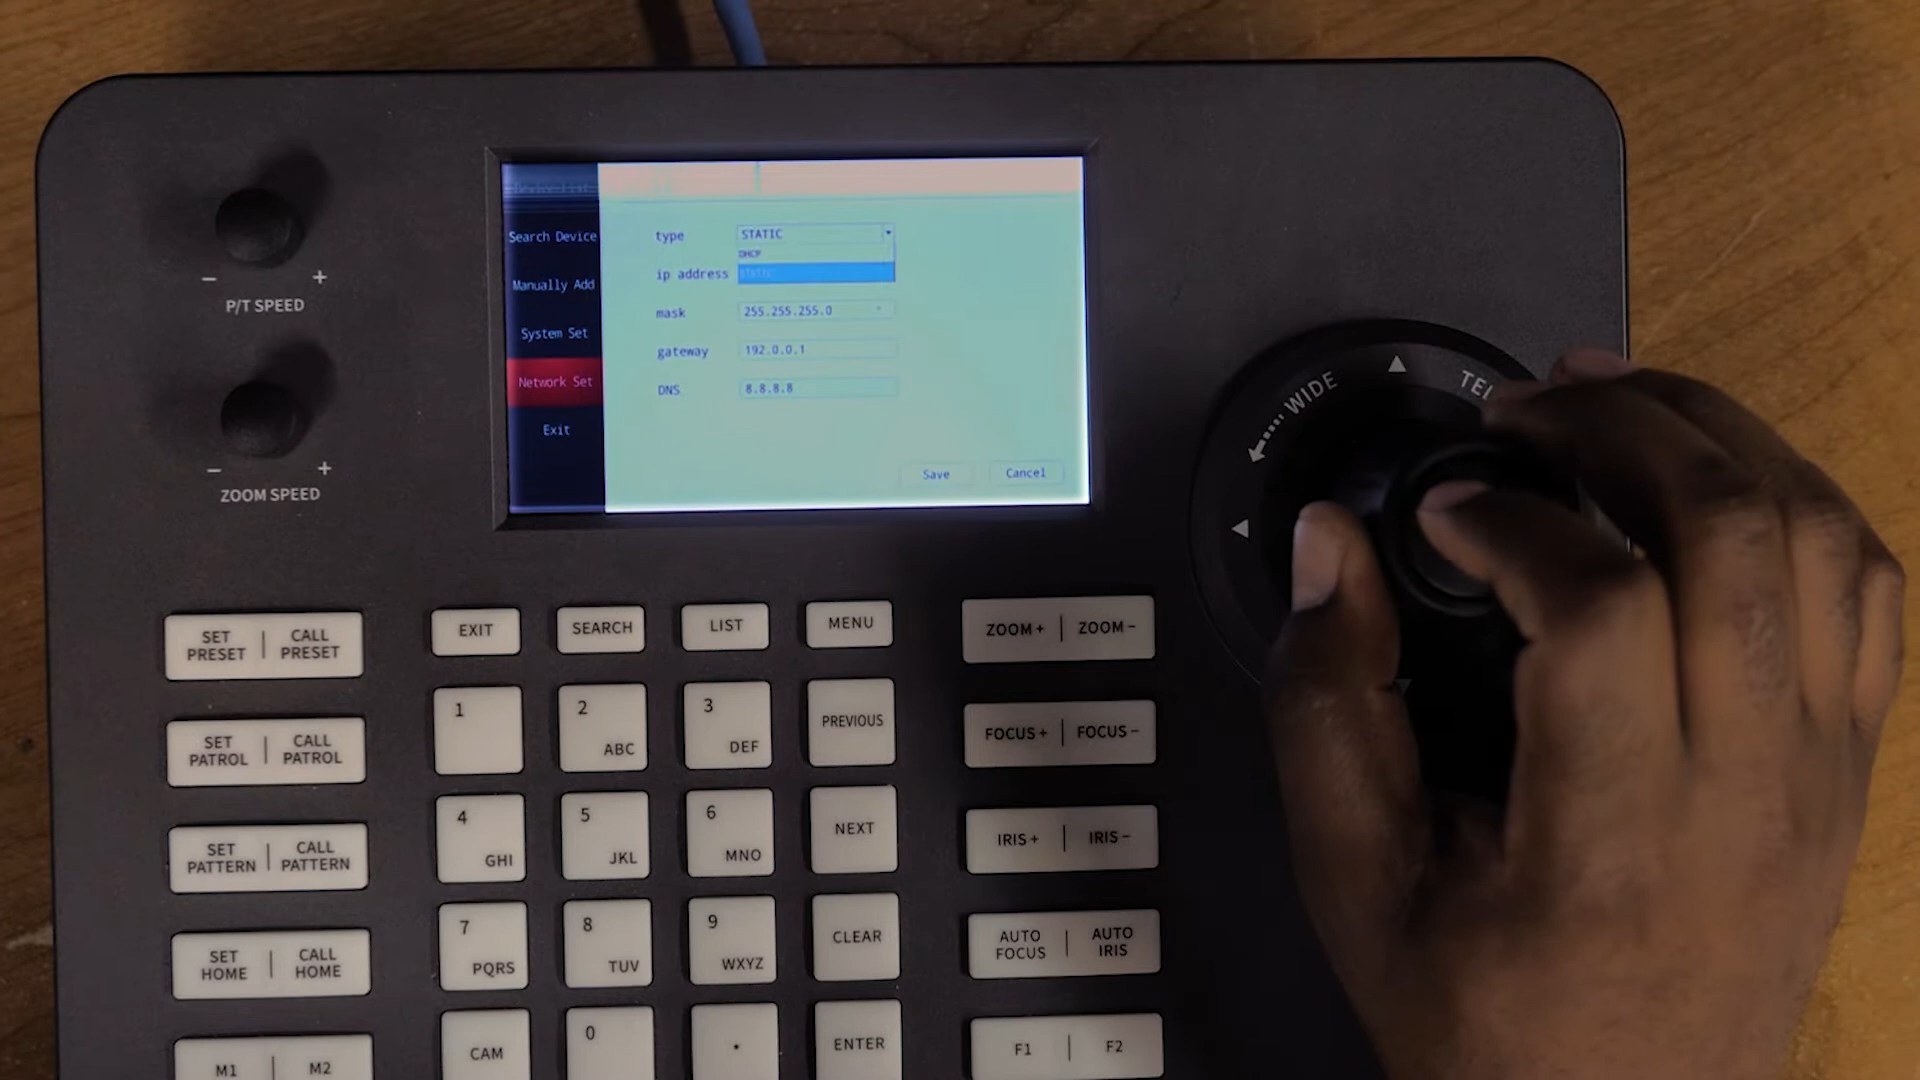 Device List
Search Device
Manually Add
System Set
Network Set
Exit
type STATIC
DHCP
STATIC
ip address
mask 255.255.255.0
gateway 192.0.0.1
DNS 8.8.8.8
Save Cancel
− +
P/T SPEED
− +
ZOOM SPEED
WIDE
SET PRESET | CALL PRESET
SET PATROL | CALL PATROL
SET PATTERN | CALL PATTERN
SET HOME | CALL HOME
M1 | M2
EXIT SEARCH LIST MENU
1 2 ABC 3 DEF PREVIOUS
4 GHI 5 JKL 6 MNO NEXT
7 PQRS 8 TUV 9 WXYZ CLEAR
CAM 0 . ENTER
ZOOM + | ZOOM −
FOCUS + | FOCUS −
IRIS + | IRIS −
AUTO FOCUS | AUTO IRIS
F1 | F2